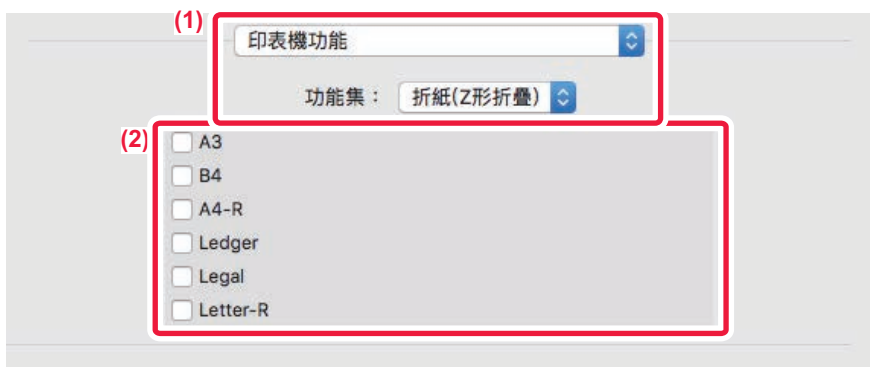 (1)
印表機功能
功能集： 折紙(Z形折疊)
(2)
A3
B4
A4-R
Ledger
Legal
Letter-R